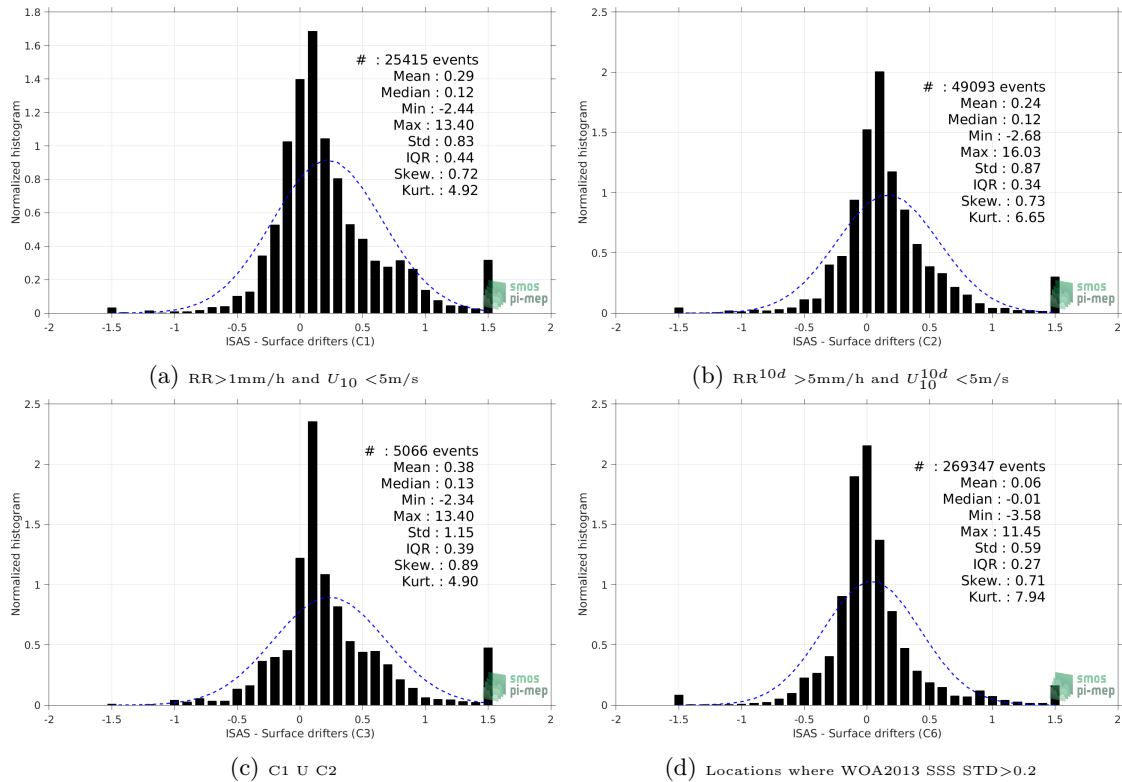 1.8
1.6
1.4
1.2
1
0.8
0.6
0.4
0.2
0
Normalized histogram
# : 25415 events
Mean : 0.29
Median : 0.12
Min : -2.44
Max : 13.40
Std : 0.83
IQR : 0.44
Skew. : 0.72
Kurt. : 4.92
smos
pi-mep
-2 -1.5 -1 -0.5 0 0.5 1 1.5 2
ISAS - Surface drifters (C1)
(a) RR>1mm/h and U10 <5m/s
2.5
2
1.5
1
0.5
0
Normalized histogram
# : 49093 events
Mean : 0.24
Median : 0.12
Min : -2.68
Max : 16.03
Std : 0.87
IQR : 0.34
Skew. : 0.73
Kurt. : 6.65
smos
pi-mep
-2 -1.5 -1 -0.5 0 0.5 1 1.5 2
ISAS - Surface drifters (C2)
(b) RR^10d >5mm/h and U_10^10d <5m/s
2.5
2
1.5
1
0.5
0
Normalized histogram
# : 5066 events
Mean : 0.38
Median : 0.13
Min : -2.34
Max : 13.40
Std : 1.15
IQR : 0.39
Skew. : 0.89
Kurt. : 4.90
smos
pi-mep
-2 -1.5 -1 -0.5 0 0.5 1 1.5 2
ISAS - Surface drifters (C3)
(c) C1 U C2
2.5
2
1.5
1
0.5
0
Normalized histogram
# : 269347 events
Mean : 0.06
Median : -0.01
Min : -3.58
Max : 11.45
Std : 0.59
IQR : 0.27
Skew. : 0.71
Kurt. : 7.94
smos
pi-mep
-2 -1.5 -1 -0.5 0 0.5 1 1.5 2
ISAS - Surface drifters (C6)
(d) Locations where WOA2013 SSS STD>0.2